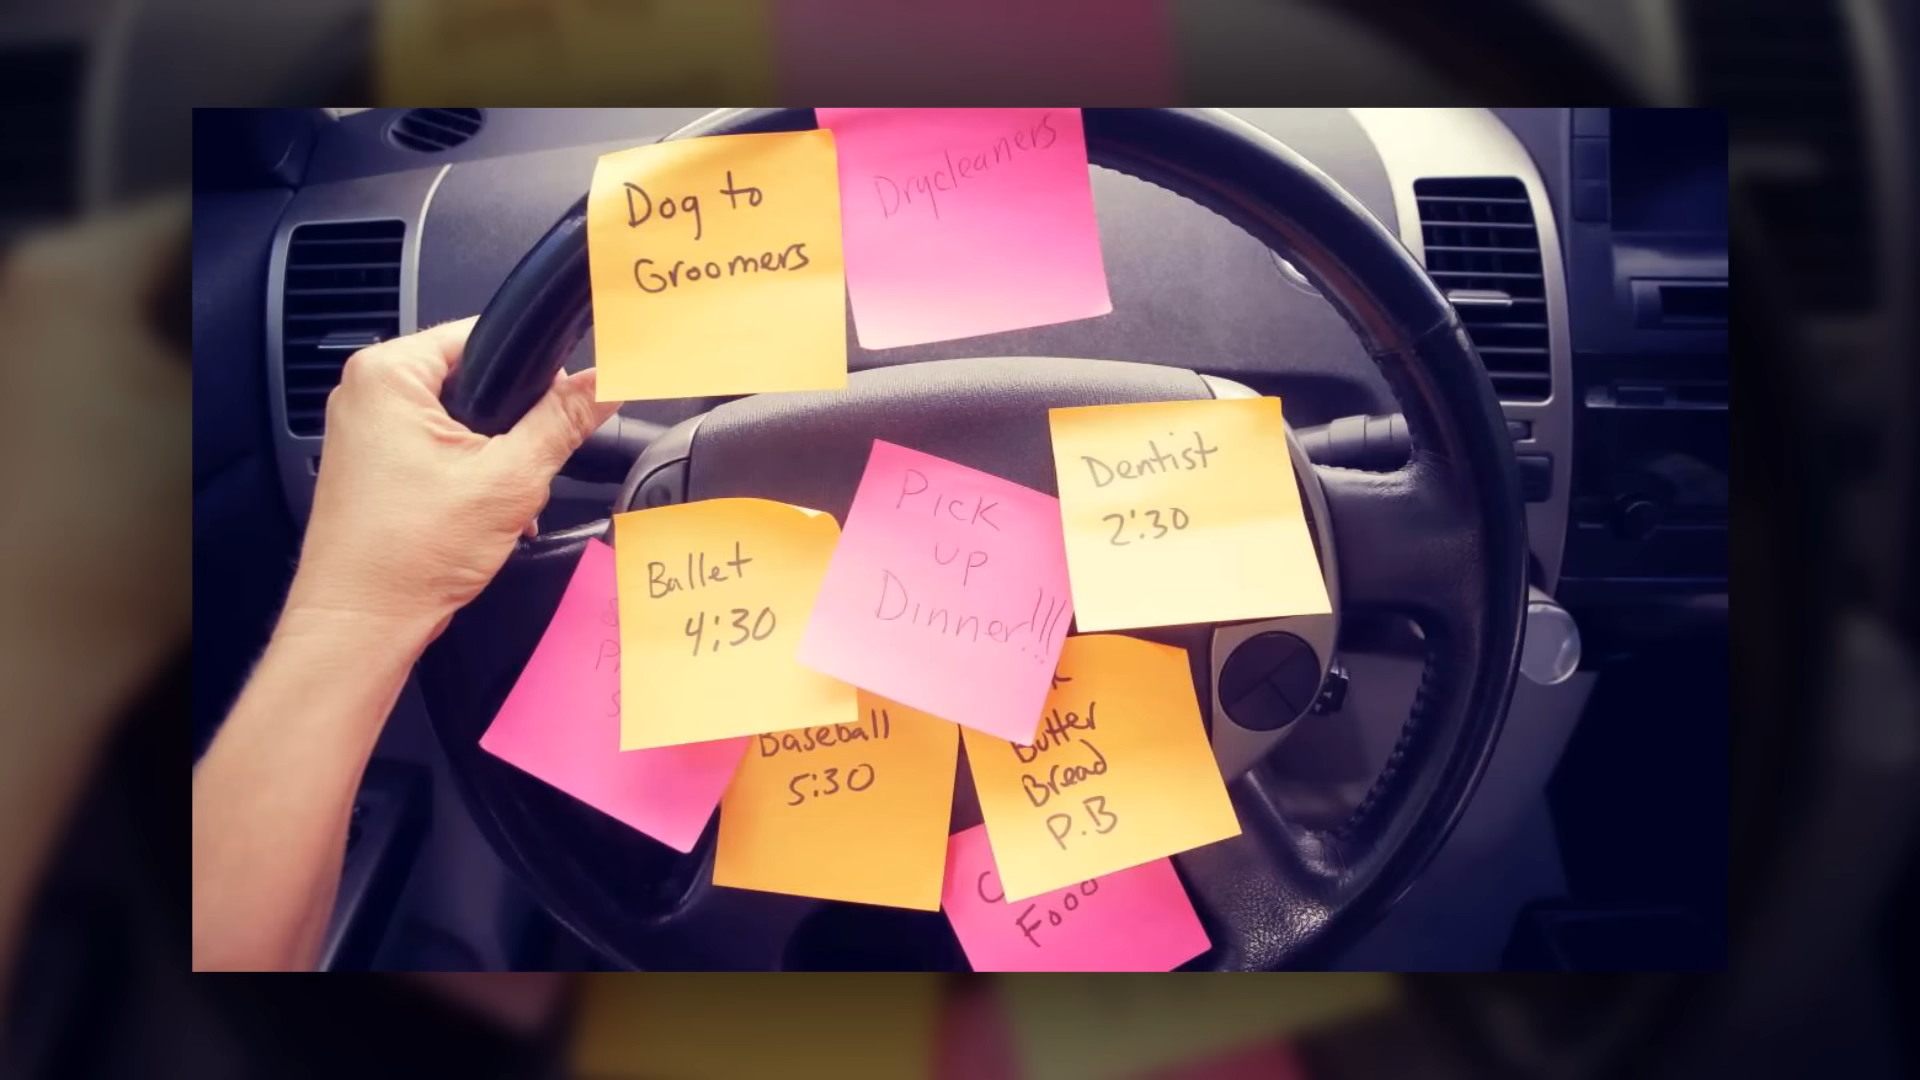 Dog to
Groomers
Drycleaners
Dentist
2:30
Pick
up
Dinner!!!
Ballet
4:30
Baseball
5:30
Butter
Bread
P.B
Food